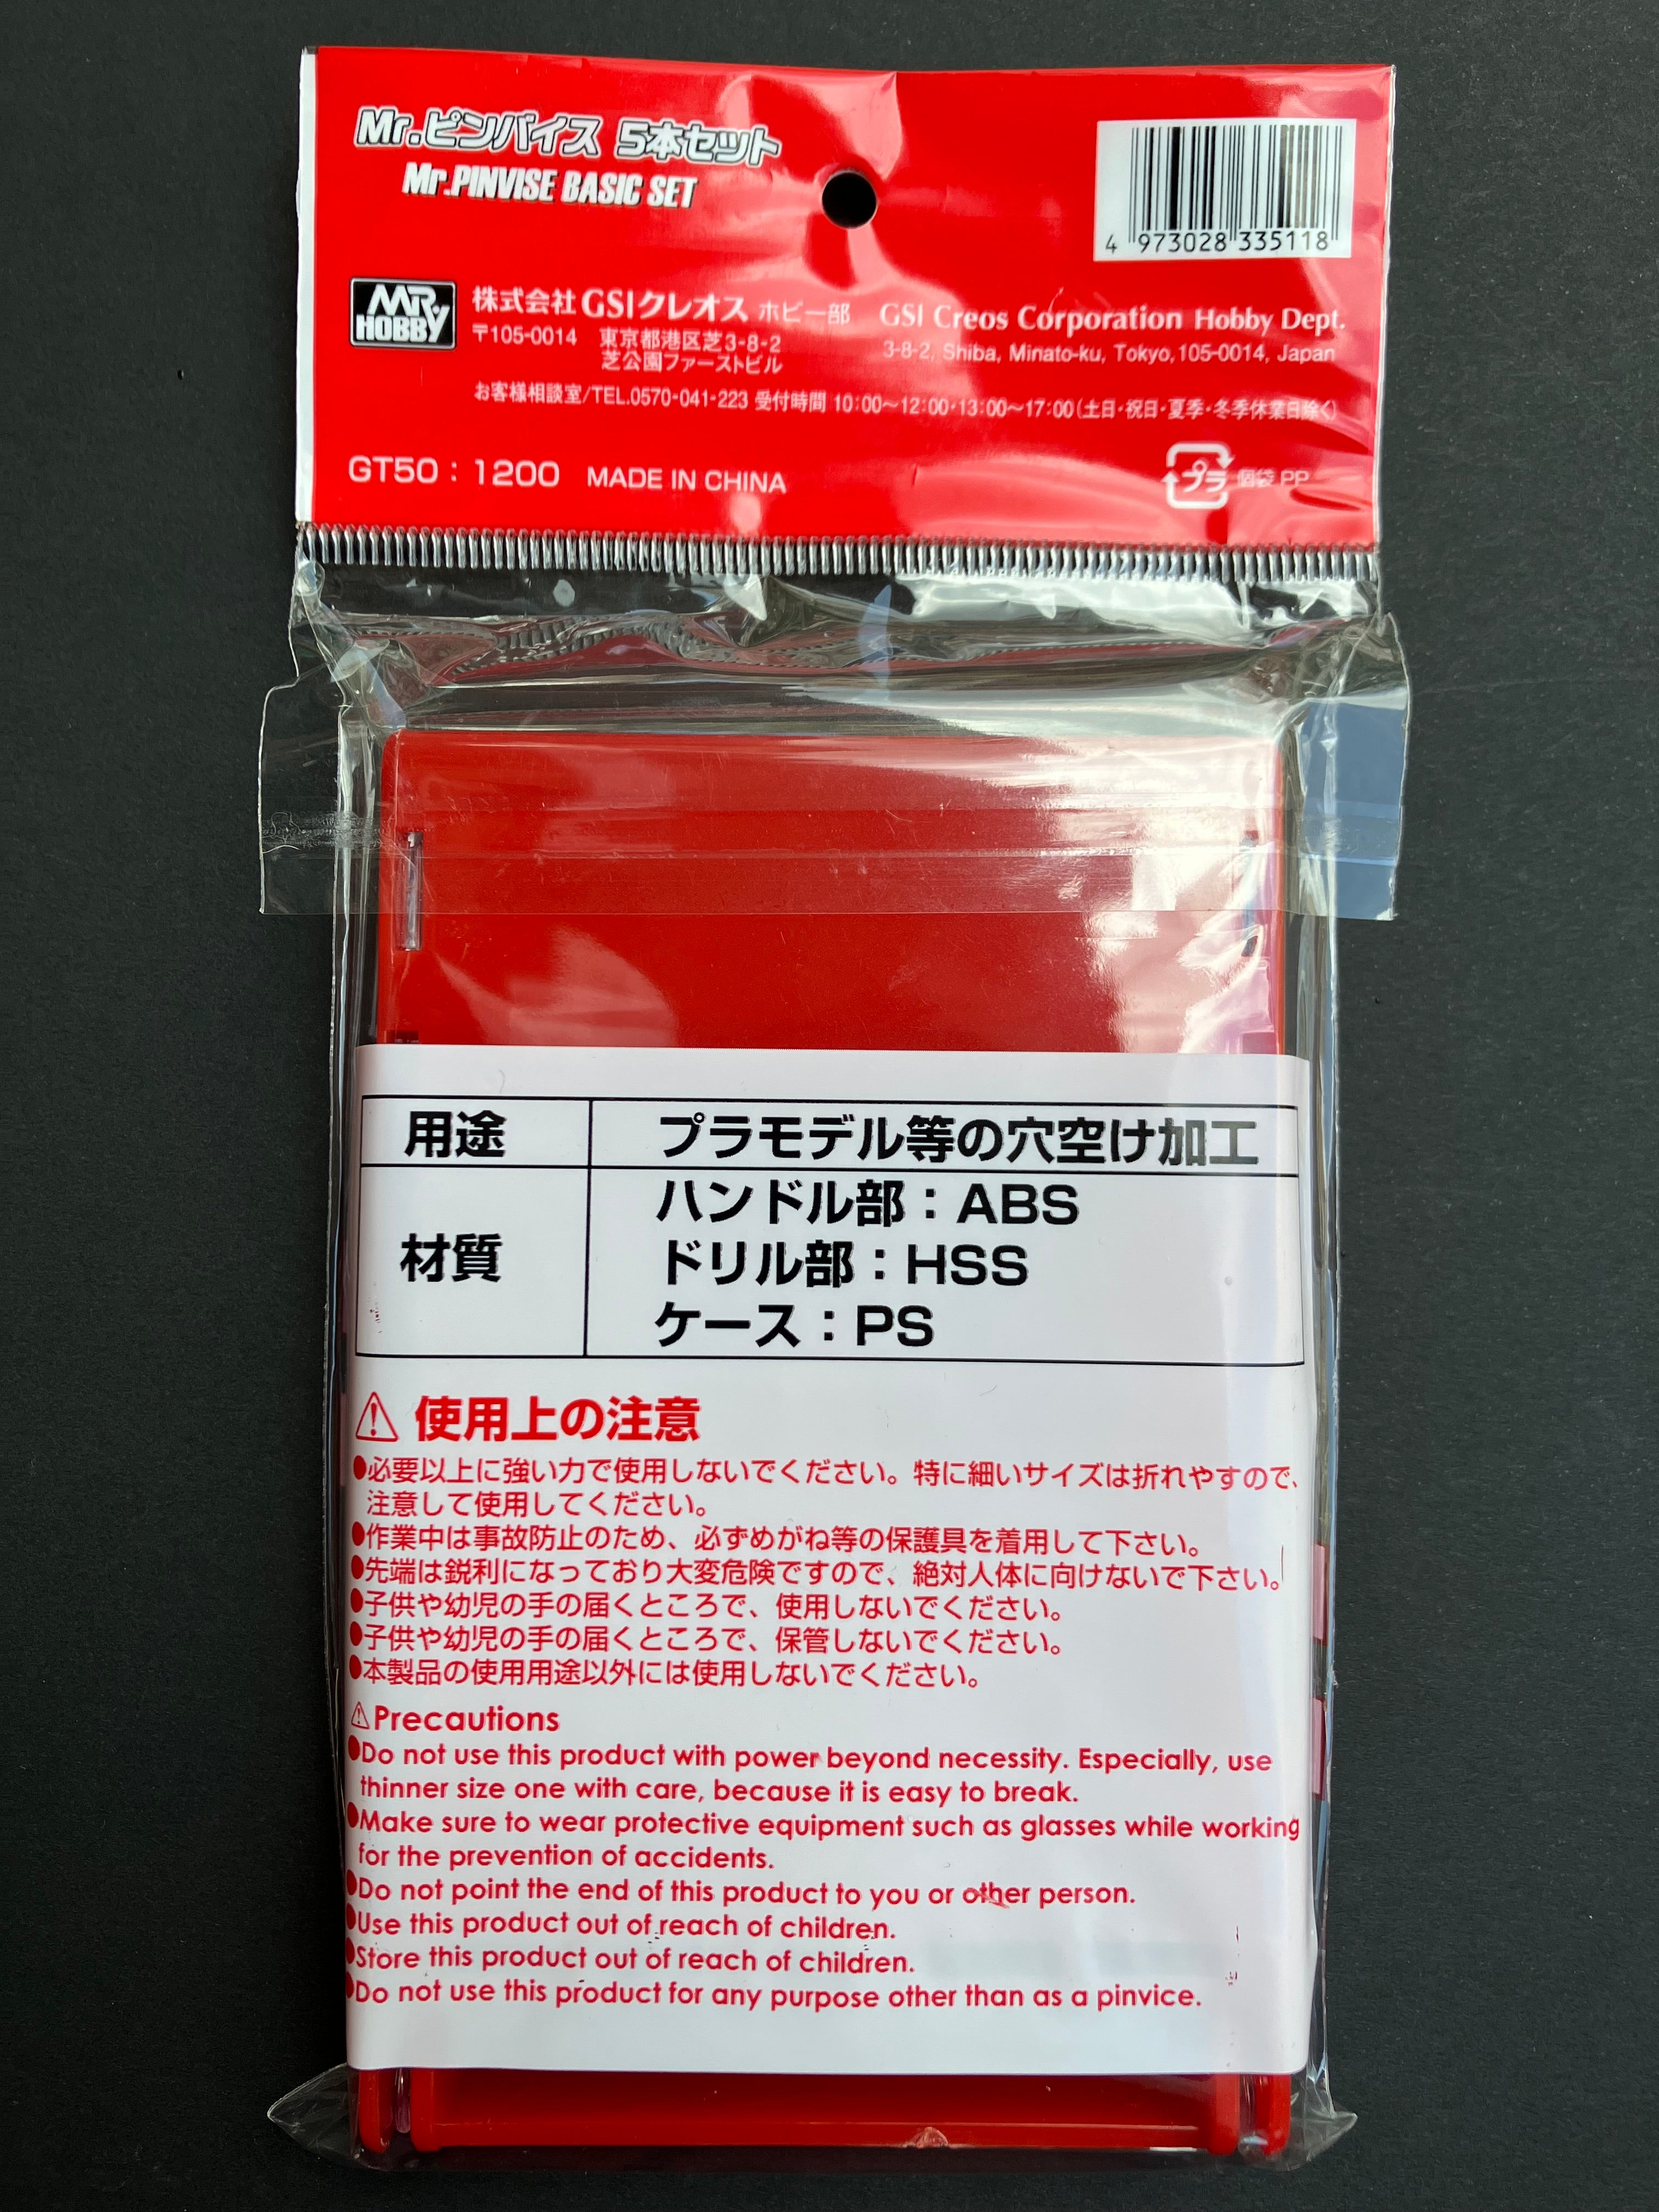 Mr.ピンバイス 5本セット
Mr.PINVISE BASIC SET
4 973028 335118
MR HOBBY
株式会社GSIクレオス ホビー部
〒105-0014 東京都港区芝3-8-2
芝公園ファーストビル
GSI Creos Corporation Hobby Dept.
3-8-2, Shiba, Minato-ku, Tokyo, 105-0014, Japan
お客様相談室/TEL.0570-041-223 受付時間 10:00～12:00・13:00～17:00(土日・祝日・夏季・冬季休業日除く)
GT50：1200 MADE IN CHINA
プラ 個袋 PP
用途 プラモデル等の穴空け加工
材質 ハンドル部：ABS
ドリル部：HSS
ケース：PS
⚠ 使用上の注意
●必要以上に強い力で使用しないでください。特に細いサイズは折れやすので、
注意して使用してください。
●作業中は事故防止のため、必ずめがね等の保護具を着用して下さい。
●先端は鋭利になっており大変危険ですので、絶対人体に向けないで下さい。
●子供や幼児の手の届くところで、使用しないでください。
●子供や幼児の手の届くところで、保管しないでください。
●本製品の使用用途以外には使用しないでください。
⚠Precautions
●Do not use this product with power beyond necessity. Especially, use
thinner size one with care, because it is easy to break.
●Make sure to wear protective equipment such as glasses while working
for the prevention of accidents.
●Do not point the end of this product to you or other person.
●Use this product out of reach of children.
●Store this product out of reach of children.
●Do not use this product for any purpose other than as a pinvice.